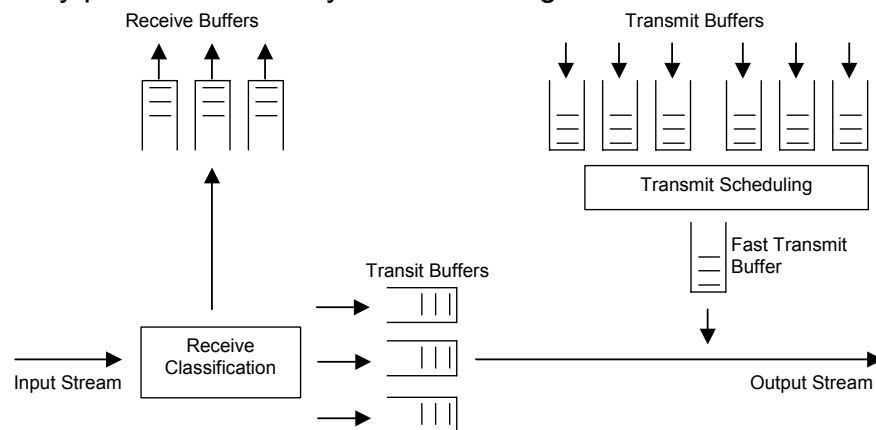 Receive Buffers
Transmit Buffers
Transmit Scheduling
Fast Transmit
Buffer
Transit Buffers
Receive
Classification
Input Stream
Output Stream